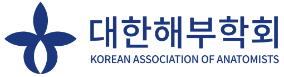 대한해부학회
KOREAN ASSOCIATION OF ANATOMISTS